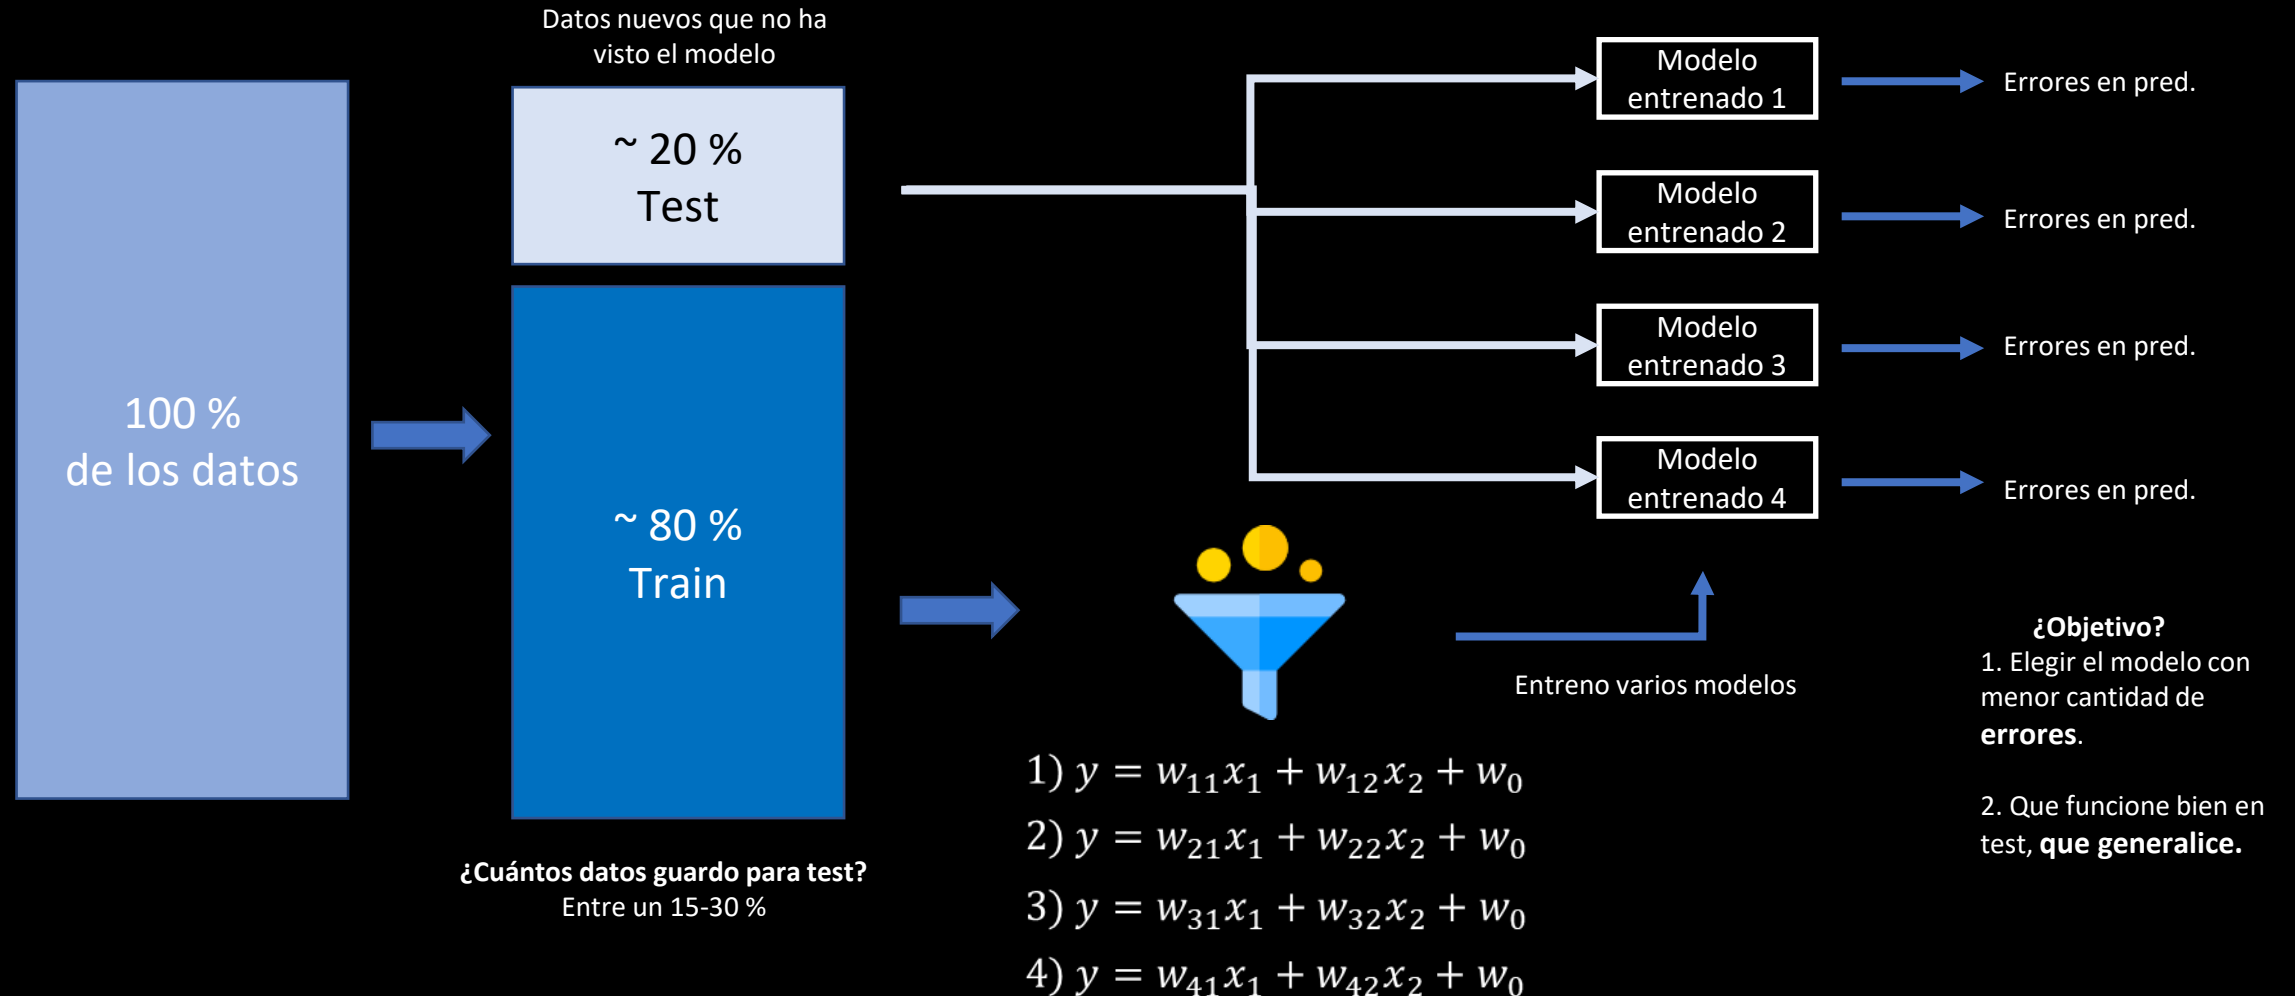 Datos nuevos que no ha
visto el modelo
100 %
de los datos
~ 20 %
Test
~ 80 %
Train
¿Cuántos datos guardo para test?
Entre un 15-30 %
Modelo
entrenado 1
Errores en pred.
Modelo
entrenado 2
Errores en pred.
Modelo
entrenado 3
Errores en pred.
Modelo
entrenado 4
Errores en pred.
Entreno varios modelos
1) y = w₁₁x₁ + w₁₂x₂ + w₀
2) y = w₂₁x₁ + w₂₂x₂ + w₀
3) y = w₃₁x₁ + w₃₂x₂ + w₀
4) y = w₄₁x₁ + w₄₂x₂ + w₀
¿Objetivo?
1. Elegir el modelo con
menor cantidad de
errores.
2. Que funcione bien en
test, que generalice.